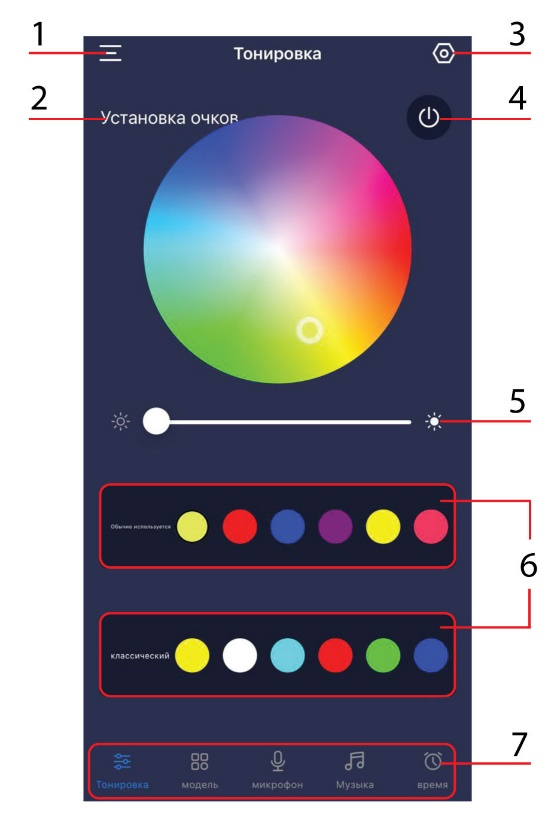 1
Тонировка
3
2
Установка очков
4
5
Обычно используется
6
классический
7
Тонировка модель микрофон Музыка время